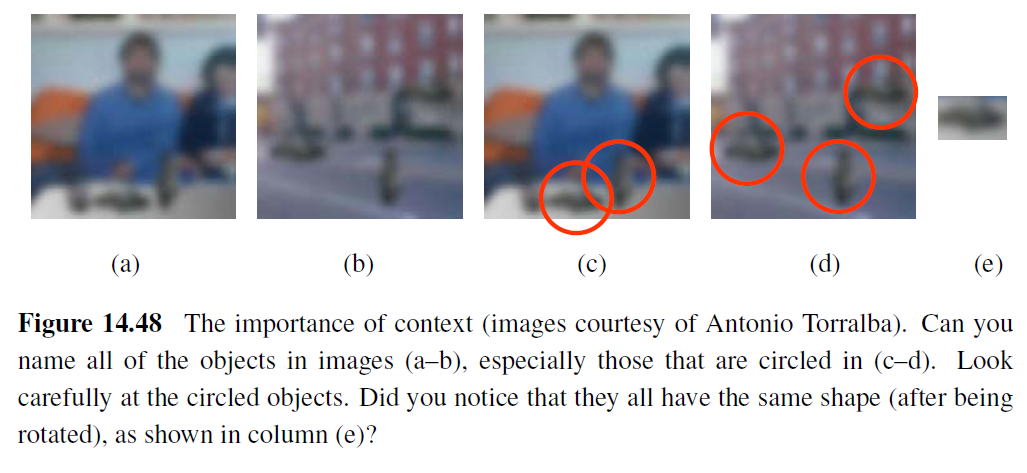 (a) (b) (c) (d) (e)
Figure 14.48 The importance of context (images courtesy of Antonio Torralba). Can you
name all of the objects in images (a–b), especially those that are circled in (c–d). Look
carefully at the circled objects. Did you notice that they all have the same shape (after being
rotated), as shown in column (e)?